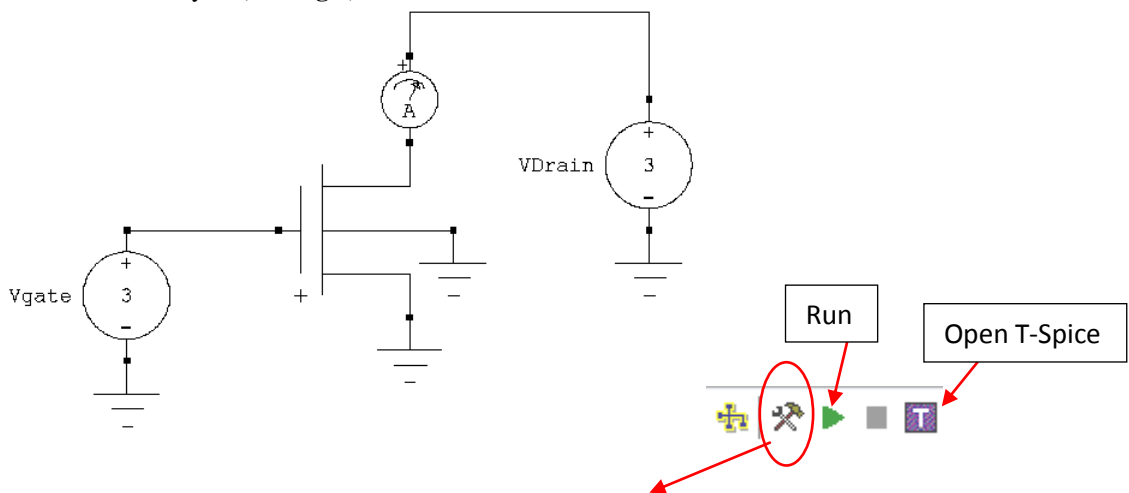 +
A
VDrain
+
3
Vgate
+
3
+
Run
Open T-Spice
T